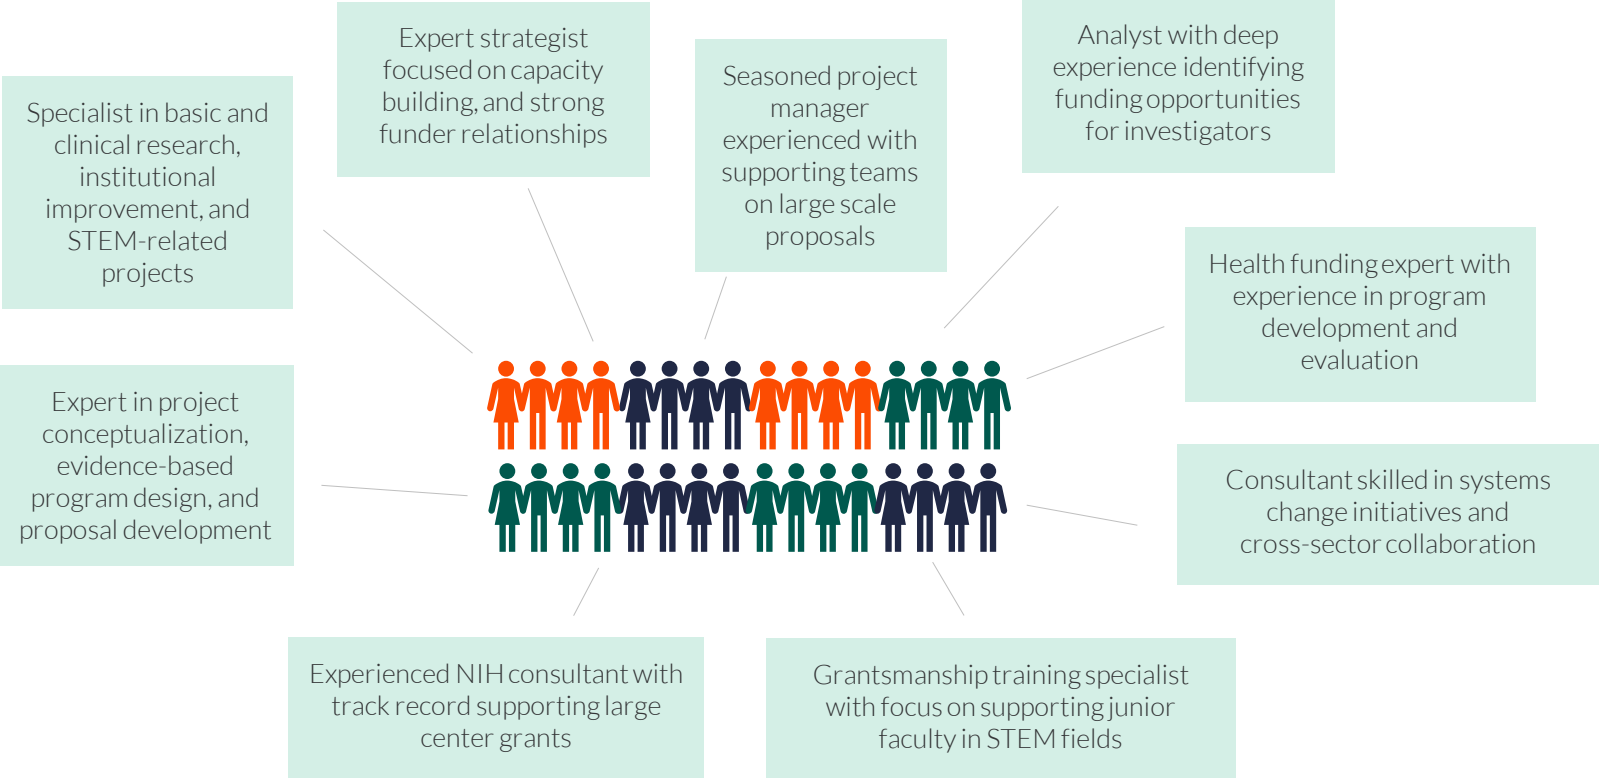 Expert strategist
focused on capacity
building, and strong
funder relationships
Seasoned project
manager
experienced with
supporting teams
on large scale
proposals
Analyst with deep
experience identifying
funding opportunities
for investigators
Specialist in basic and
clinical research,
institutional
improvement, and
STEM-related
projects
Health funding expert with
experience in program
development and
evaluation
Expert in project
conceptualization,
evidence-based
program design, and
proposal development
Consultant skilled in systems
change initiatives and
cross-sector collaboration
Experienced NIH consultant with
track record supporting large
center grants
Grantsmanship training specialist
with focus on supporting junior
faculty in STEM fields